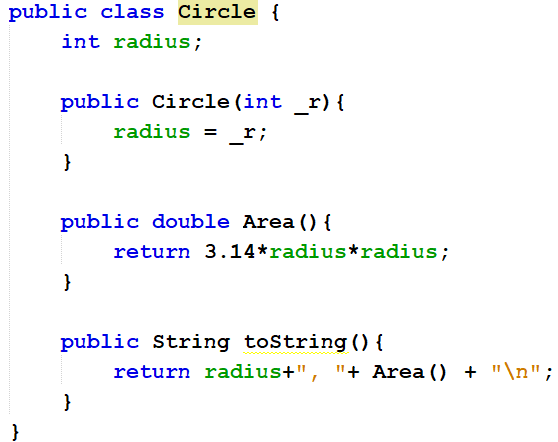 public class Circle {
    int radius;

    public Circle(int _r){
        radius = _r;
    }

    public double Area(){
        return 3.14*radius*radius;
    }

    public String toString(){
        return radius+", "+ Area() + "\n";
    }
}